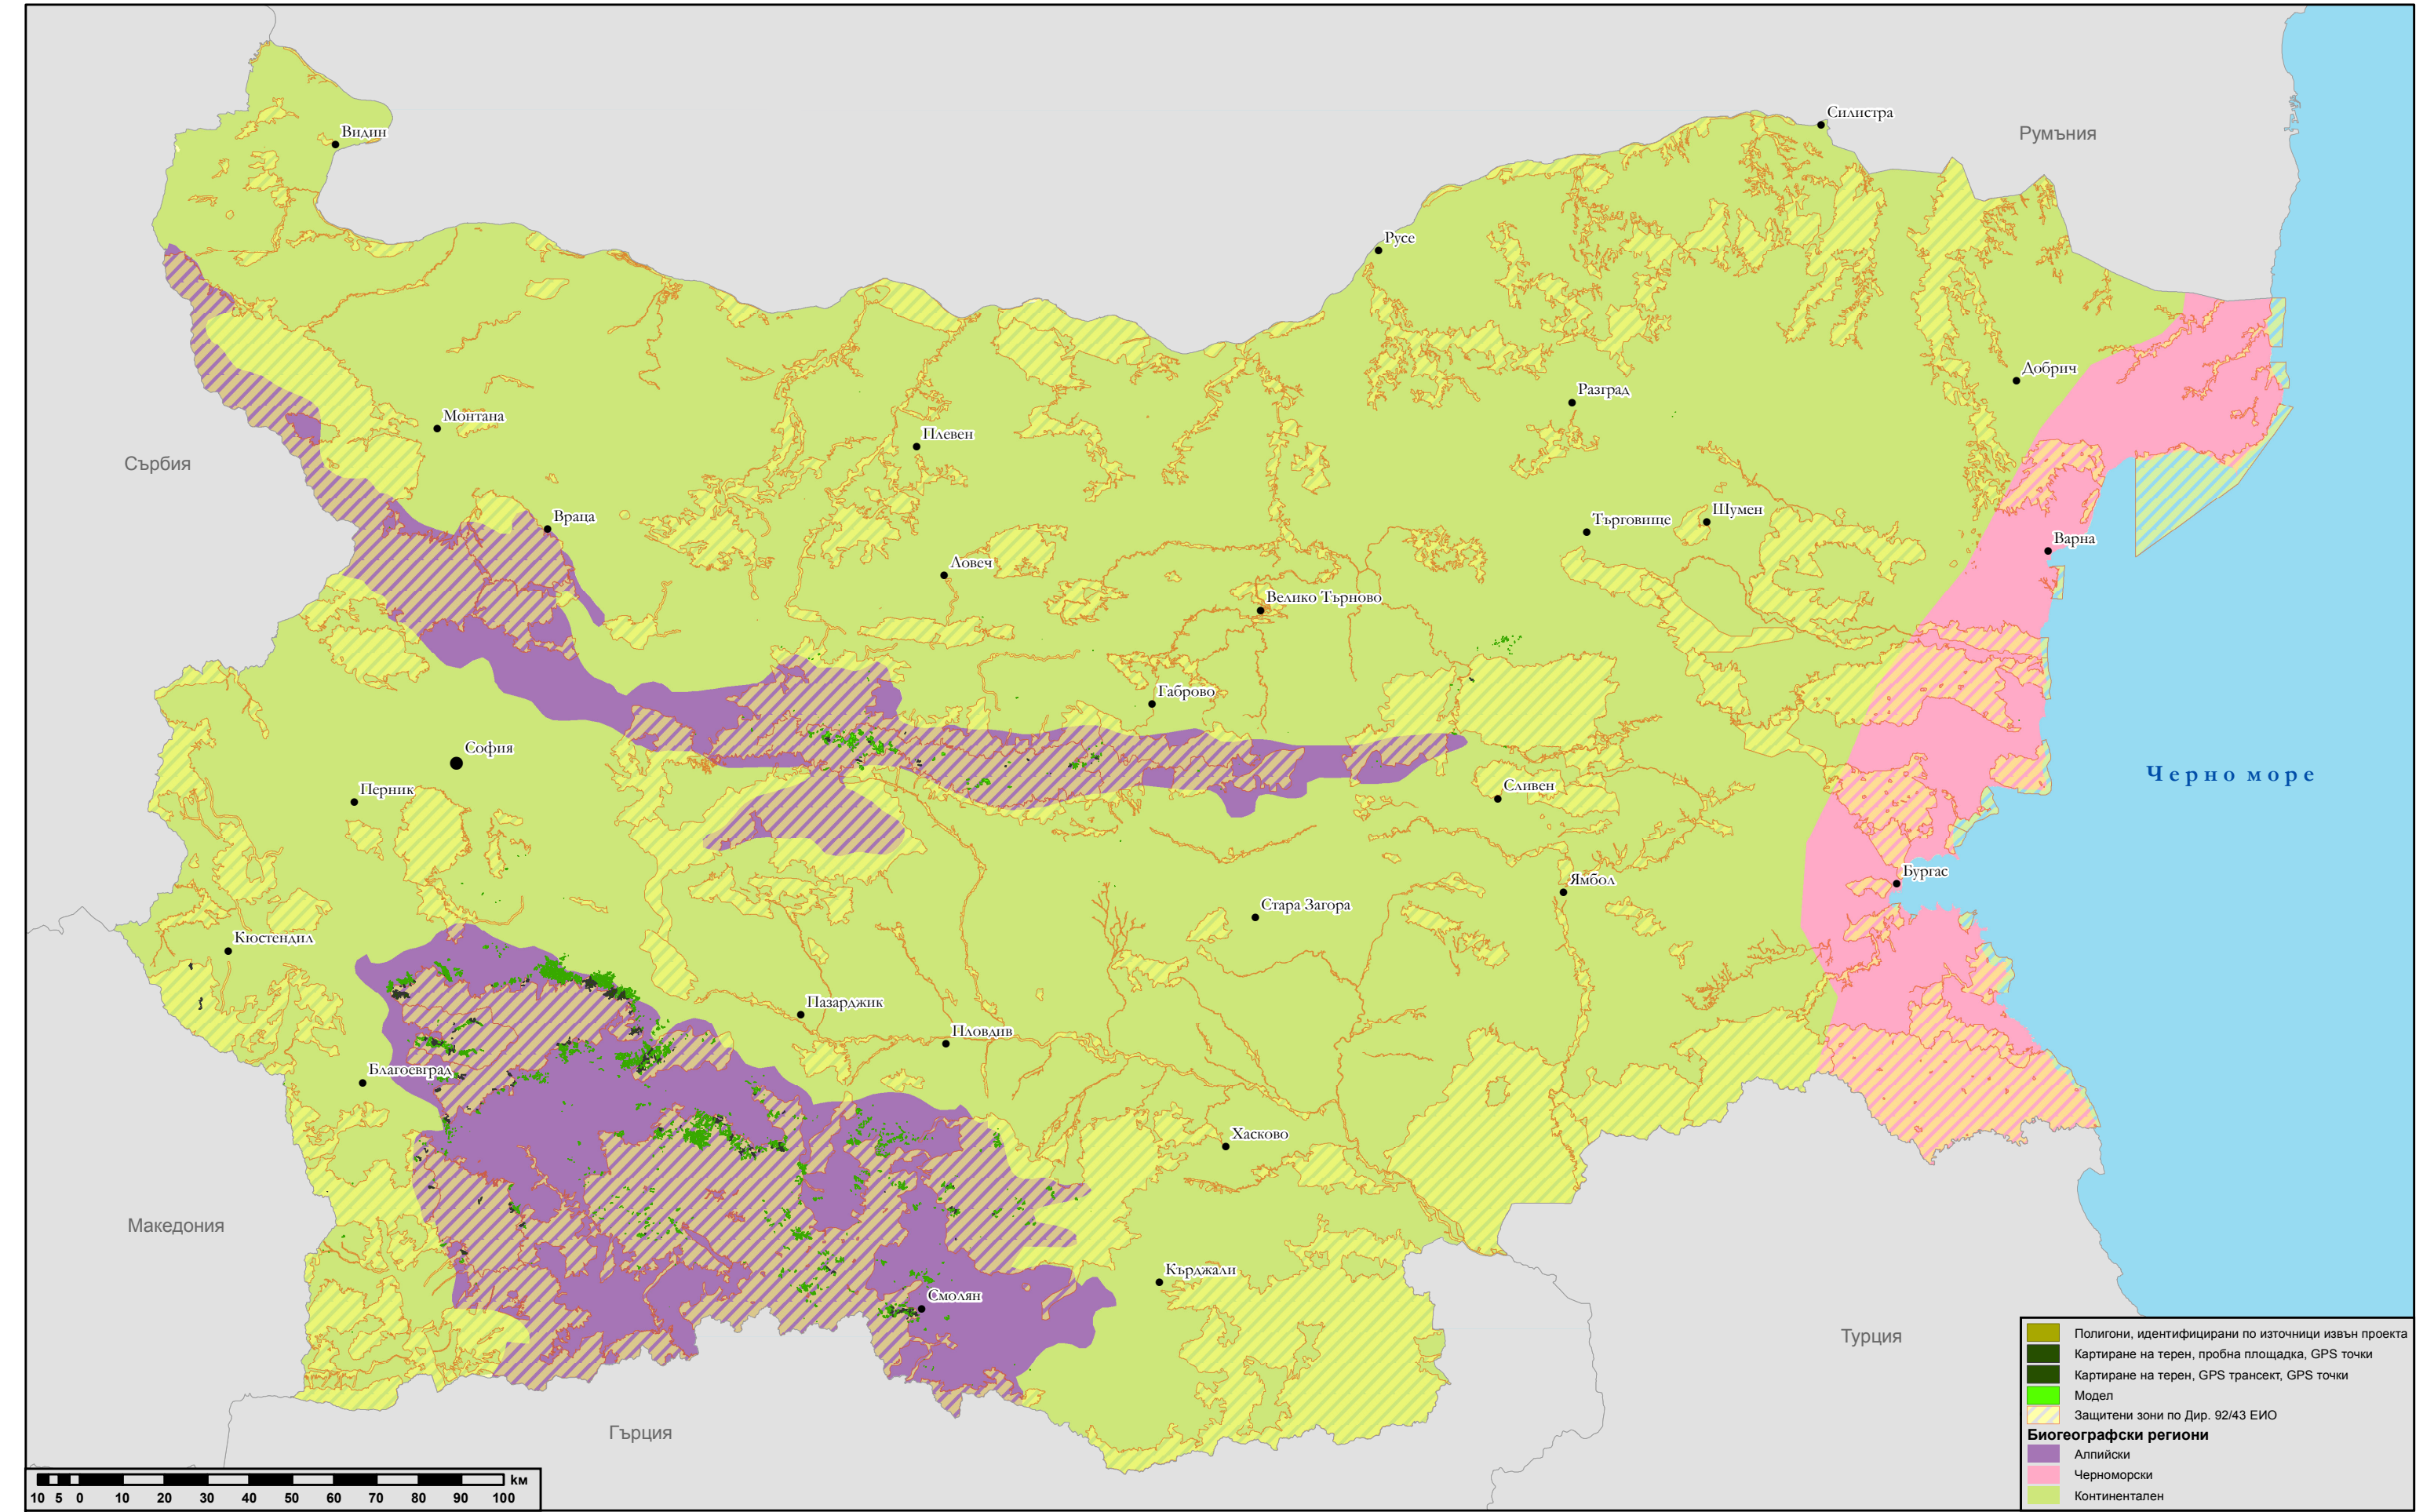 Силистра
Румъния
Видин
Русе
Добрич
Разград
Монтана
Плевен
Сърбия
Шумен
Враца
Търговище
Варна
Ловеч
Велико Търново
Габрово
София
Черно море
Перник
Сливен
Бургас
Ямбол
Стара Загора
Кюстендил
Пазарджик
Пловдив
Благоевград
Хасково
Македония
Кърджали
Смолян
Турция
Гърция
Полигони, идентифицирани по източници извън проекта
Картиране на терен, пробна площадка, GPS точки
Картиране на терен, GPS трансект, GPS точки
Модел
Защитени зони по Дир. 92/43 ЕИО
Биогеографски региони
Алпийски
Черноморски
Континентален
км
10 5 0 10 20 30 40 50 60 70 80 90 100